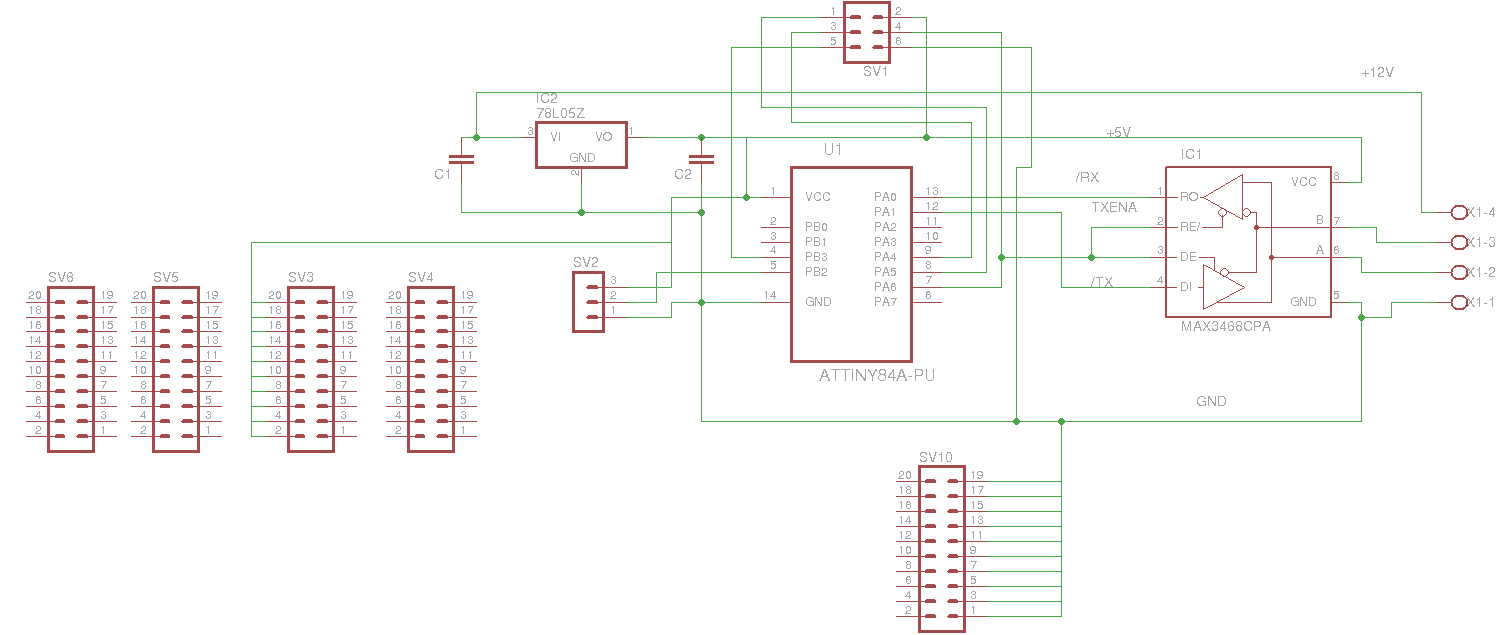 1 2
3 4
5 6
SV1
+12V
IC2
78L05Z
3 VI VO 1
GND
2
C1
C2
+5V
U1
1 VCC PA0 13
PA1 12
2 PB0 PA2 11
3 PB1 PA3 10
4 PB3 PA4 9
5 PB2 PA5 8
PA6 7
14 GND PA7 6
ATTINY84A-PU
/RX
TXENA
/TX
IC1
1 RO VCC 8
2 RE/ B 7
3 DE A 6
4 DI GND 5
MAX3468CPA
X1-4
X1-3
X1-2
X1-1
SV2
3
2
1
SV6
20 19
18 17
16 15
14 13
12 11
10 9
8 7
6 5
4 3
2 1
SV5
20 19
18 17
16 15
14 13
12 11
10 9
8 7
6 5
4 3
2 1
SV3
20 19
18 17
16 15
14 13
12 11
10 9
8 7
6 5
4 3
2 1
SV4
20 19
18 17
16 15
14 13
12 11
10 9
8 7
6 5
4 3
2 1
GND
SV10
20 19
18 17
16 15
14 13
12 11
10 9
8 7
6 5
4 3
2 1